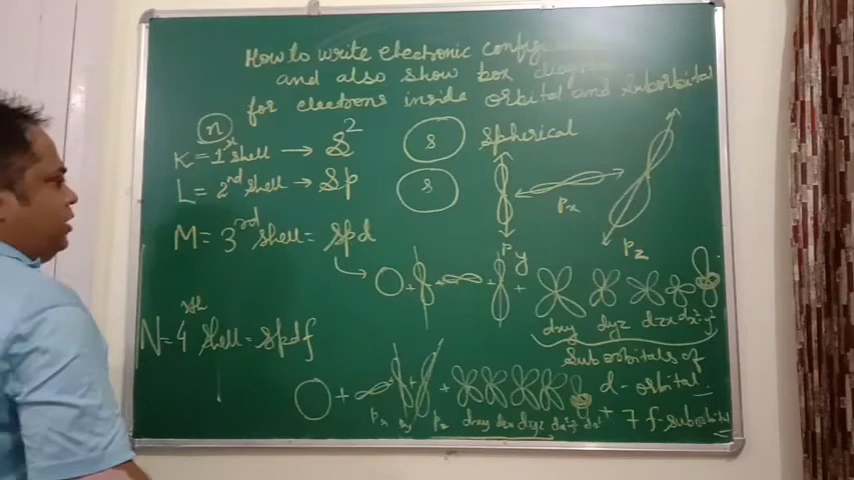 How to write electronic
and also show box
for electrons inside orbital and suborbital
n
K = 1st shell → S2
s
spherical
L = 2nd shell → sp
s
Px
Py
Pz
M = 3rd shell = spd
+ + + +
dxy dyz dzx dx2-y2
sub orbitals of
d-orbital
N = 4th shell = spdf
+ + +
Px Py Pz dxy dzx dyz dx2-y2 dz2 + 7 f-suborbital